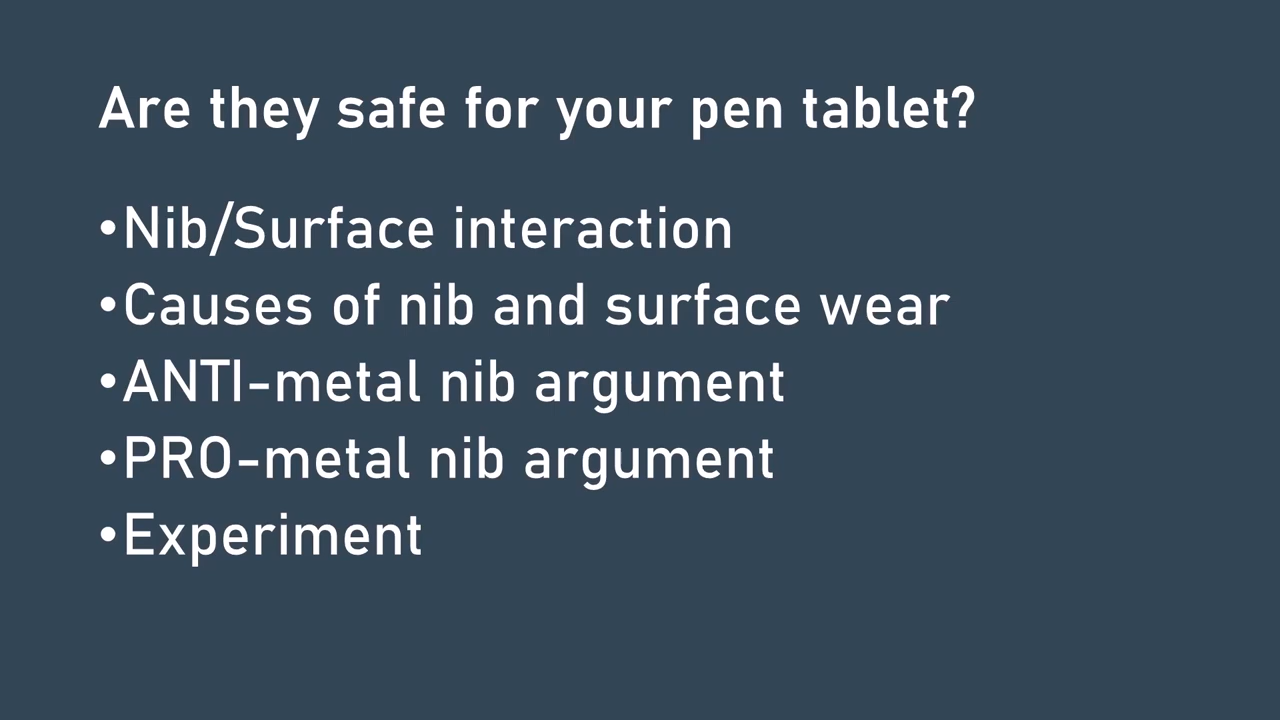 Are they safe for your pen tablet?
•Nib/Surface interaction
•Causes of nib and surface wear
•ANTI-metal nib argument
•PRO-metal nib argument
•Experiment